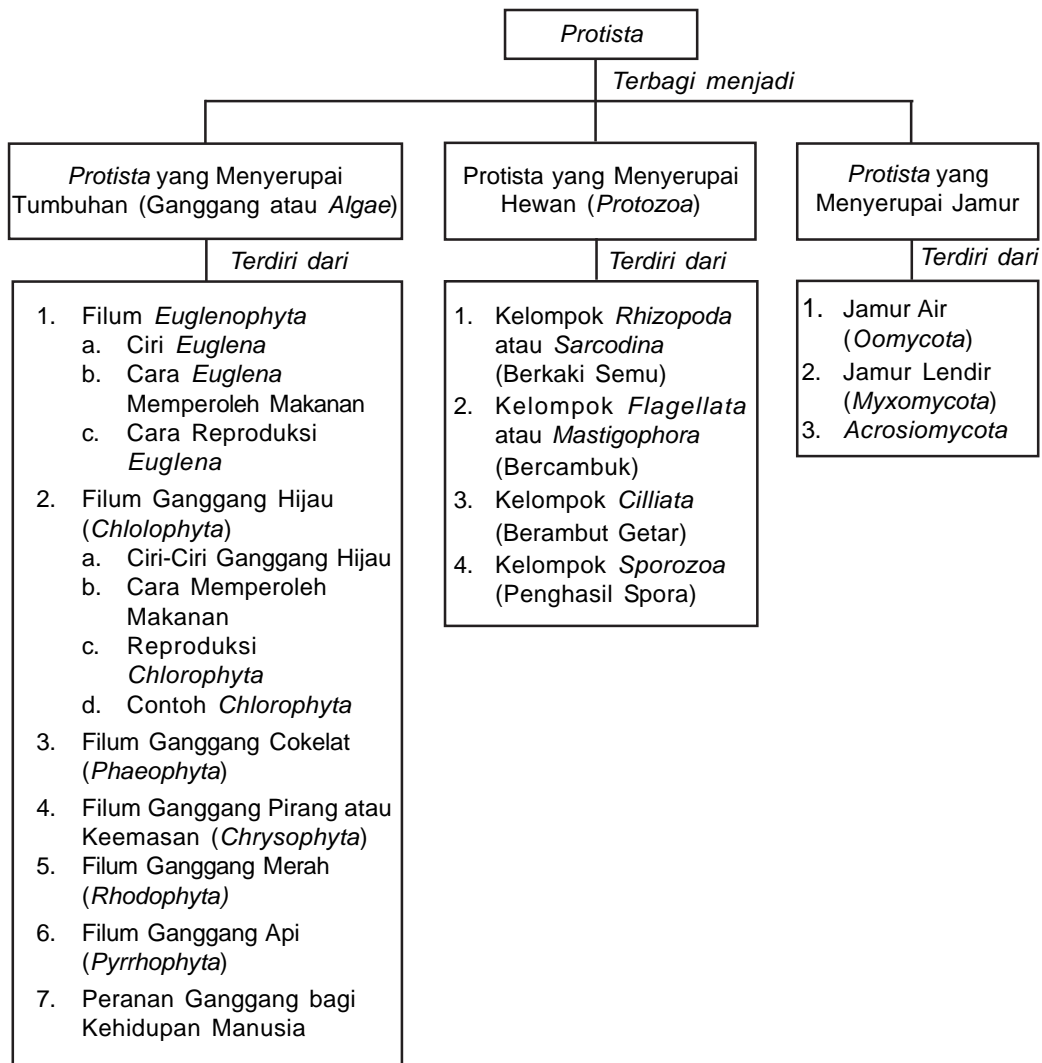 Protista
Terbagi menjadi
Protista yang Menyerupai
Tumbuhan (Ganggang atau Algae)
Terdiri dari
1. Filum Euglenophyta
a. Ciri Euglena
b. Cara Euglena
Memperoleh Makanan
c. Cara Reproduksi
Euglena
2. Filum Ganggang Hijau
(Chlolophyta)
a. Ciri-Ciri Ganggang Hijau
b. Cara Memperoleh
Makanan
c. Reproduksi
Chlorophyta
d. Contoh Chlorophyta
3. Filum Ganggang Cokelat
(Phaeophyta)
4. Filum Ganggang Pirang atau
Keemasan (Chrysophyta)
5. Filum Ganggang Merah
(Rhodophyta)
6. Filum Ganggang Api
(Pyrrhophyta)
7. Peranan Ganggang bagi
Kehidupan Manusia
Protista yang Menyerupai
Hewan (Protozoa)
Terdiri dari
1. Kelompok Rhizopoda
atau Sarcodina
(Berkaki Semu)
2. Kelompok Flagellata
atau Mastigophora
(Bercambuk)
3. Kelompok Cilliata
(Berambut Getar)
4. Kelompok Sporozoa
(Penghasil Spora)
Protista yang
Menyerupai Jamur
Terdiri dari
1. Jamur Air
(Oomycota)
2. Jamur Lendir
(Myxomycota)
3. Acrosiomycota